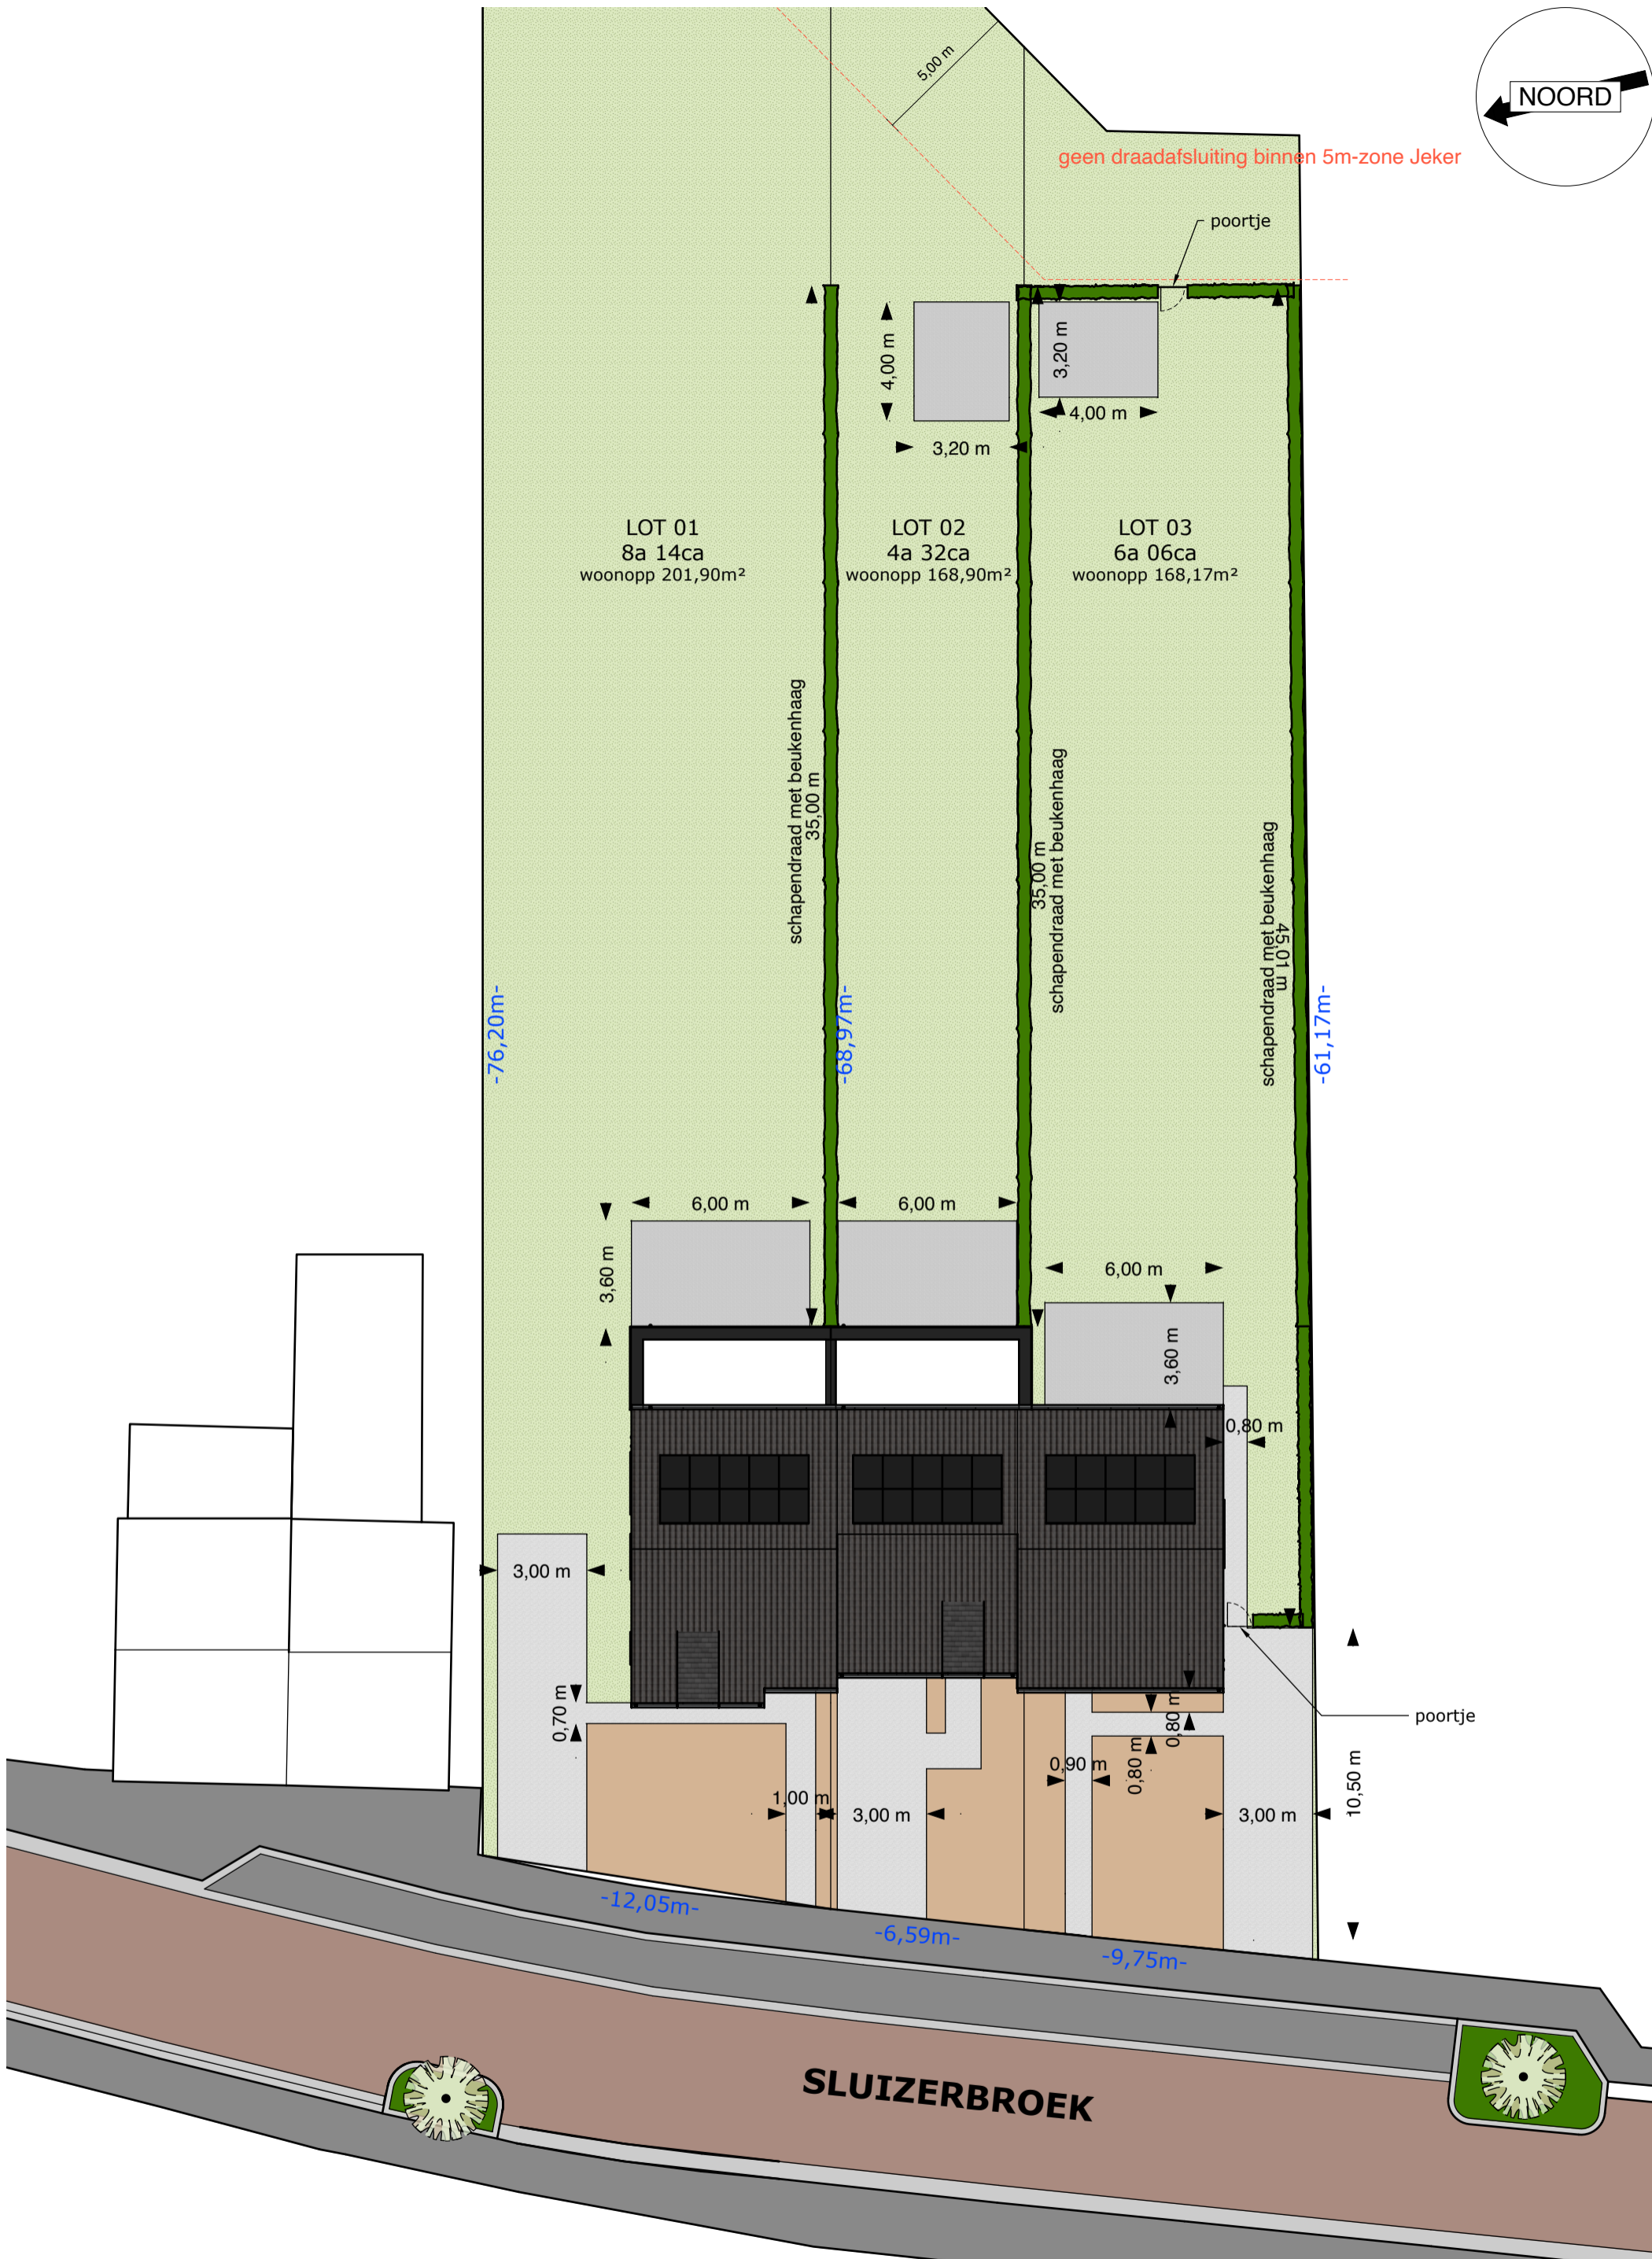 5,00 m
NOORD
geen draadafsluiting binnen 5m-zone Jeker
poortje
4,00 m
3,20 m
3,20 m
4,00 m
LOT 01
8a 14ca
woonopp 201,90m²
LOT 02
4a 32ca
woonopp 168,90m²
LOT 03
6a 06ca
woonopp 168,17m²
schapendraad met beukenhaag
35,00 m
35,00 m
schapendraad met beukenhaag
schapendraad met beukenhaag
45,01 m
-76,20m-
-68,97m-
-61,17m-
6,00 m
6,00 m
3,60 m
6,00 m
3,60 m
0,80 m
3,00 m
0,70 m
0,80 m
poortje
0,90 m
0,80 m
10,50 m
1,00 m
3,00 m
3,00 m
-12,05m-
-6,59m-
-9,75m-
SLUIZERBROEK